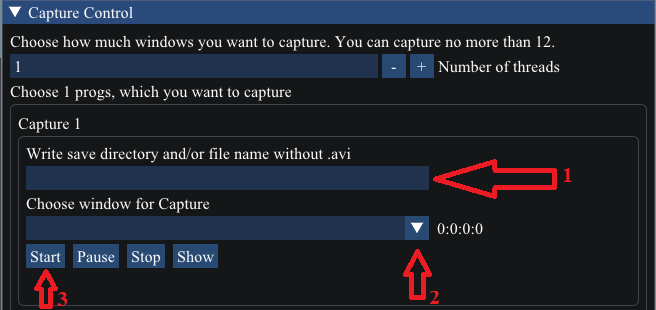 Capture Control
Choose how much windows you want to capture. You can capture no more than 12.
1 - + Number of threads
Choose 1 progs, which you want to capture
Capture 1
Write save directory and/or file name without .avi
1
Choose window for Capture
0:0:0:0
Start Pause Stop Show
3 2